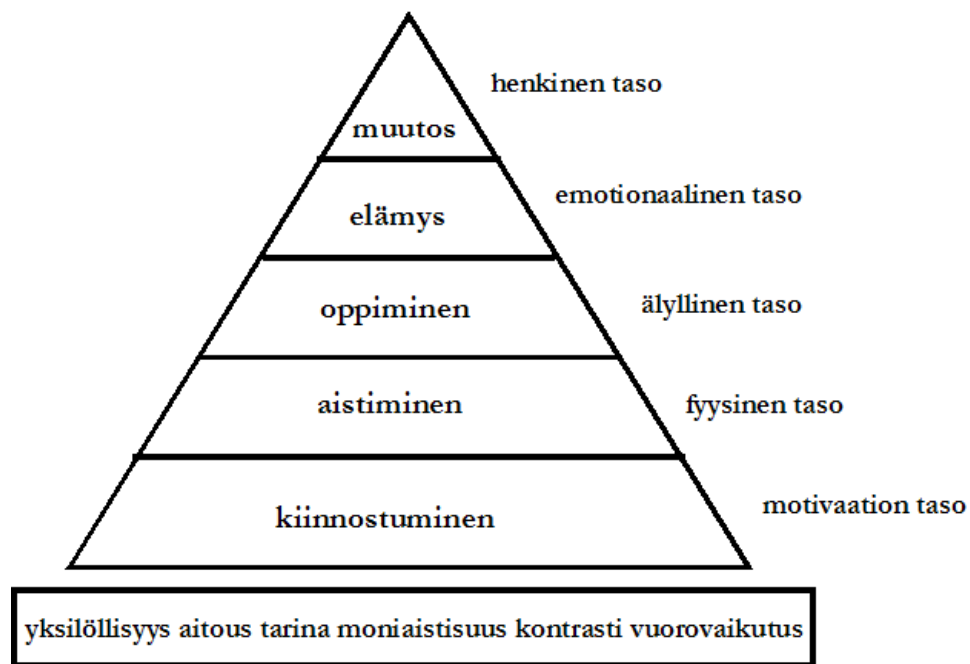 henkinen taso
muutos
emotionaalinen taso
elämys
älyllinen taso
oppiminen
aistiminen
fyysinen taso
motivaation taso
kiinnostuminen
yksilöllisyys aitous tarina moniaistisuus kontrasti vuorovaikutus